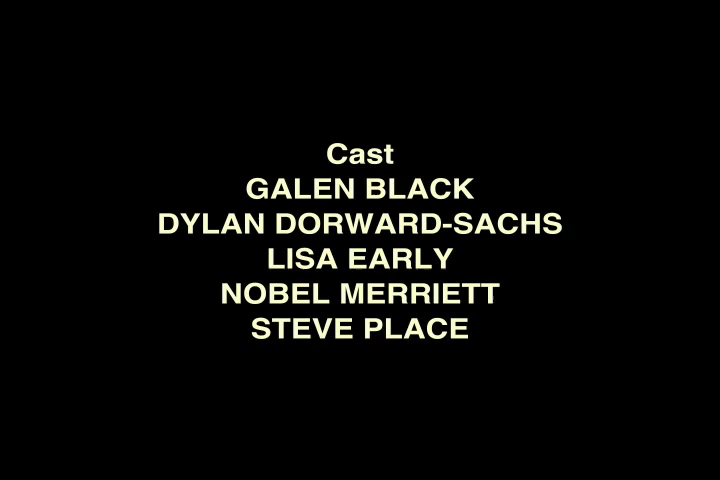 Cast
GALEN BLACK
DYLAN DORWARD-SACHS
LISA EARLY
NOBEL MERRIETT
STEVE PLACE